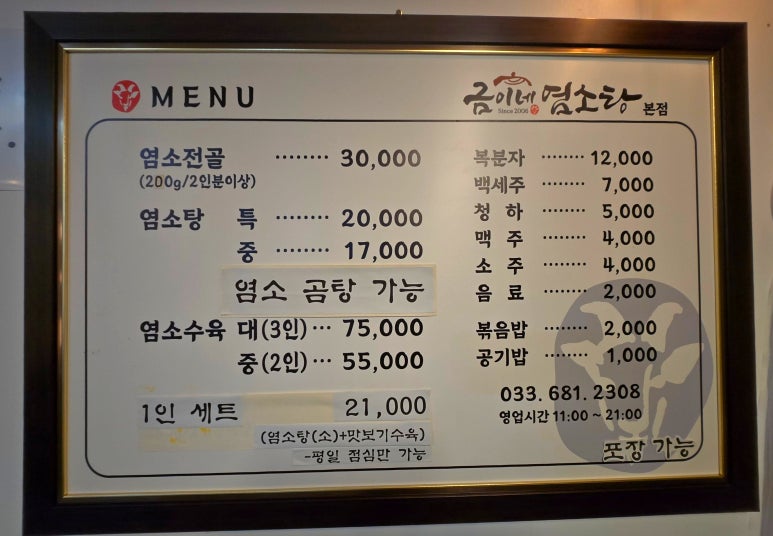 MENU
금이네 염소탕 본점
Since 2006
염소전골 ········ 30,000
(200g/2인분이상)
염소탕 특 ········ 20,000
중 ········ 17,000
염소 곰탕 가능
염소수육 대(3인) ··· 75,000
중(2인) ··· 55,000
1인 세트 21,000
(염소탕(소)+맛보기수육)
-평일 점심만 가능
복분자 ······· 12,000
백세주 ········ 7,000
청 하 ········ 5,000
맥 주 ········ 4,000
소 주 ········ 4,000
음 료 ········ 2,000
볶음밥 ········ 2,000
공기밥 ········ 1,000
033. 681. 2308
영업시간 11:00 ~ 21:00
포장 가능